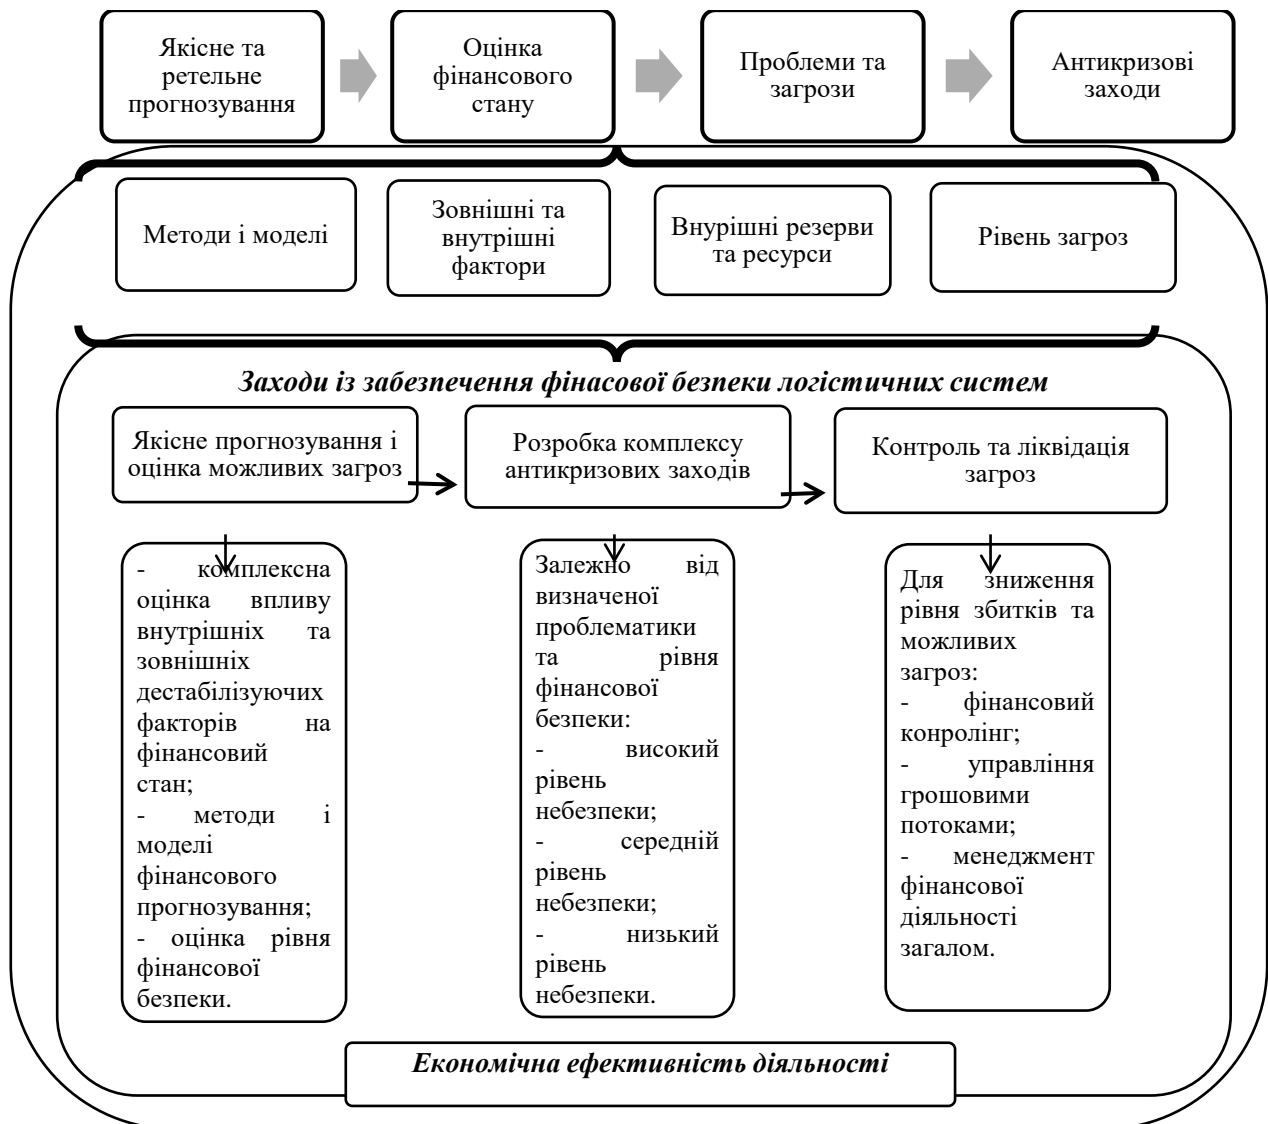 Якісне та
ретельне
прогнозування
Оцінка
фінансового
стану
Проблеми та
загрози
Антикризові
заходи
Методи і моделі
Зовнішні та
внутрішні
фактори
Внурішні резерви
та ресурси
Рівень загроз
Заходи із забезпечення фінасової безпеки логістичних систем
Якісне прогнозування і
оцінка можливих загроз
Розробка комплексу
антикризових заходів
Контроль та ліквідація
загроз
- комплексна
оцінка впливу
внутрішніх та
зовнішніх
дестабілізуючих
факторів на
фінансовий
стан;
- методи і
моделі
фінансового
прогнозування;
- оцінка рівня
фінансової
безпеки.
Залежно від
визначеної
проблематики
та рівня
фінансової
безпеки:
- високий
рівень
небезпеки;
- середній
рівень
небезпеки;
- низький
рівень
небезпеки.
Для зниження
рівня збитків та
можливих
загроз:
- фінансовий
конролінг;
- управління
грошовими
потоками;
- менеджмент
фінансової
діяльності
загалом.
Економічна ефективність діяльності